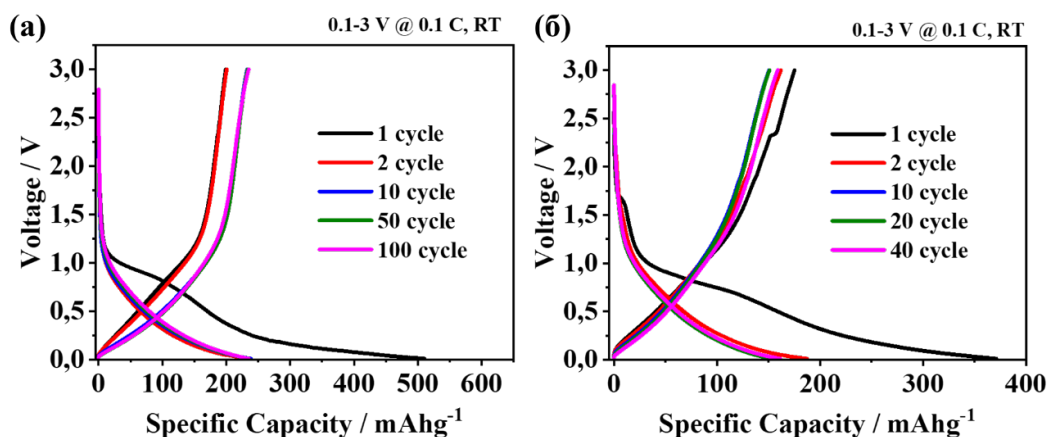 (a)
0.1-3 V @ 0.1 C, RT
3,0
2,5
2,0
1,5
1,0
0,5
0,0
Voltage / V
1 cycle
2 cycle
10 cycle
50 cycle
100 cycle
0 100 200 300 400 500 600
Specific Capacity / mAhg⁻¹
(б)
0.1-3 V @ 0.1 C, RT
3,0
2,5
2,0
1,5
1,0
0,5
0,0
Voltage / V
1 cycle
2 cycle
10 cycle
20 cycle
40 cycle
0 100 200 300 400
Specific Capacity / mAhg⁻¹